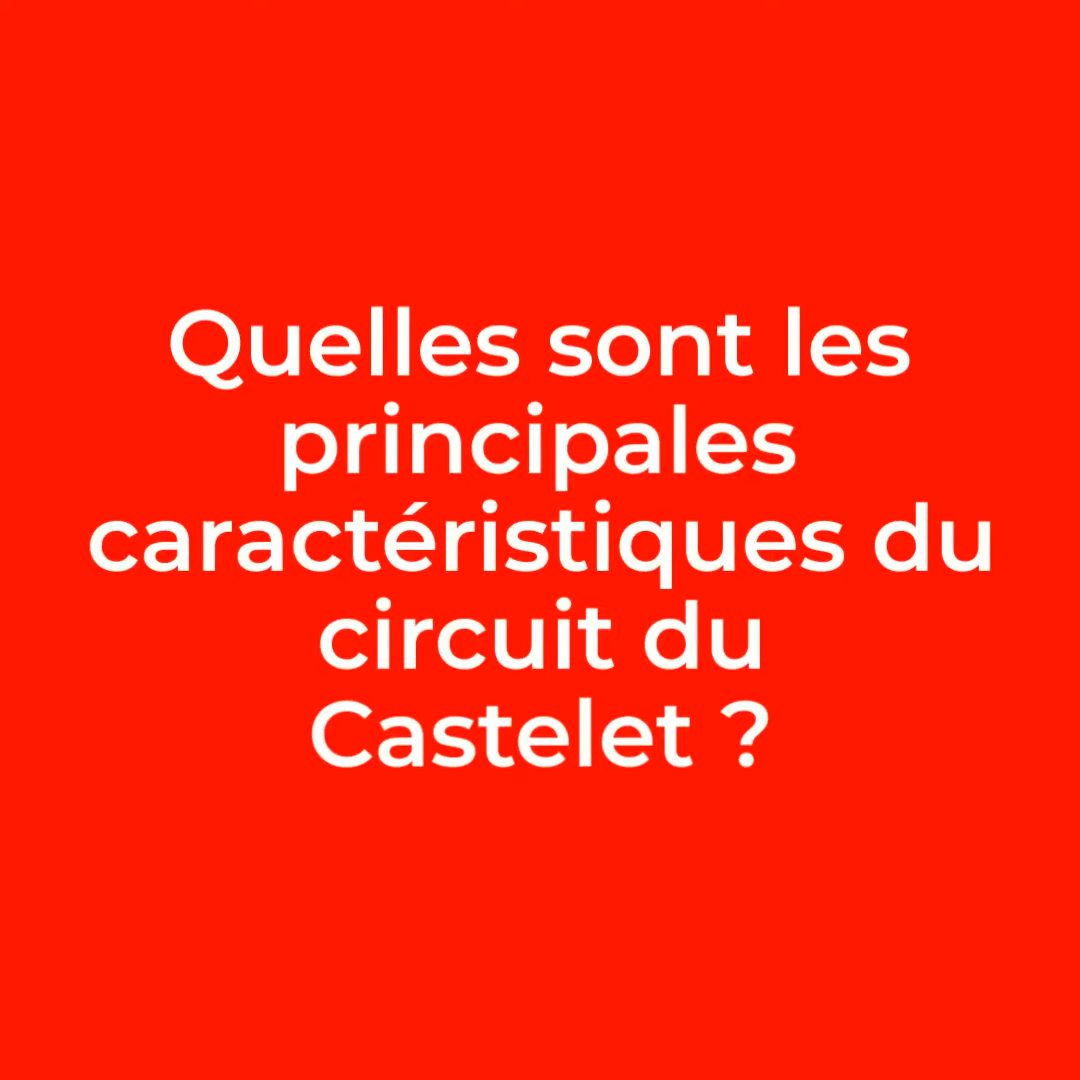 Quelles sont les
principales
caractéristiques du
circuit du
Castelet ?